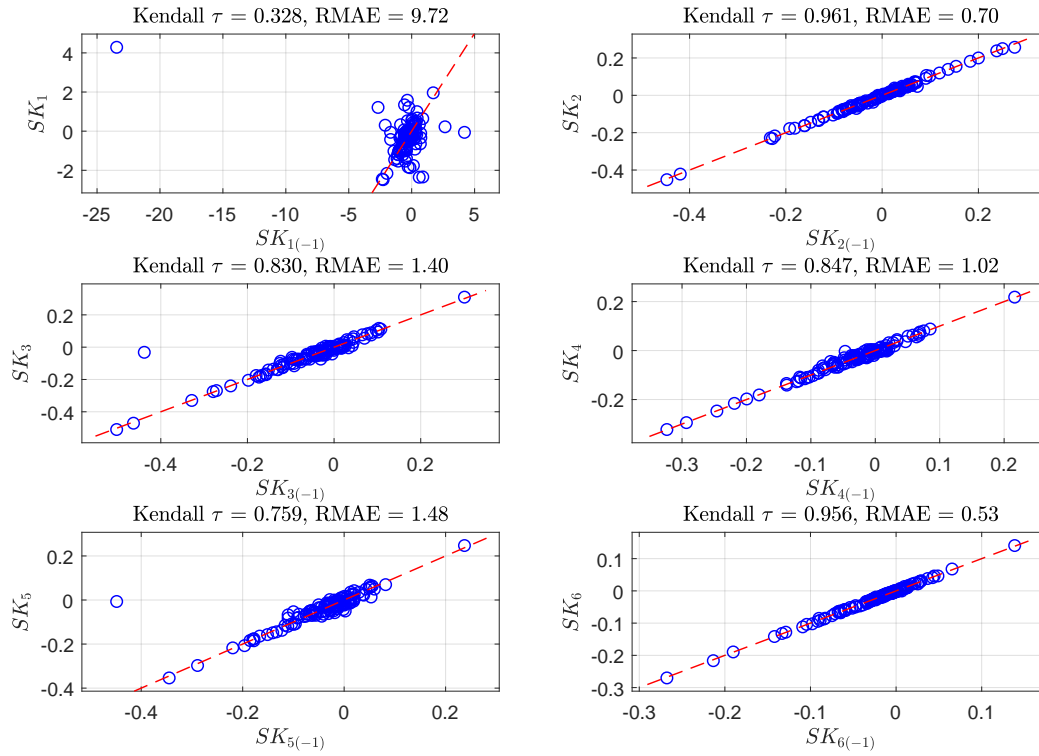 Kendall τ = 0.328, RMAE = 9.72
4
2
0
-2
SK₁
-25 -20 -15 -10 -5 0 5
SK₁₍₋₁₎
Kendall τ = 0.961, RMAE = 0.70
0.2
0
-0.2
-0.4
SK₂
-0.4 -0.2 0 0.2
SK₂₍₋₁₎
Kendall τ = 0.830, RMAE = 1.40
0.2
0
-0.2
-0.4
SK₃
-0.4 -0.2 0 0.2
SK₃₍₋₁₎
Kendall τ = 0.847, RMAE = 1.02
0.2
0
-0.2
SK₄
-0.3 -0.2 -0.1 0 0.1 0.2
SK₄₍₋₁₎
Kendall τ = 0.759, RMAE = 1.48
0.2
0
-0.2
-0.4
SK₅
-0.4 -0.2 0 0.2
SK₅₍₋₁₎
Kendall τ = 0.956, RMAE = 0.53
0.1
0
-0.1
-0.2
-0.3
SK₆
-0.3 -0.2 -0.1 0 0.1
SK₆₍₋₁₎